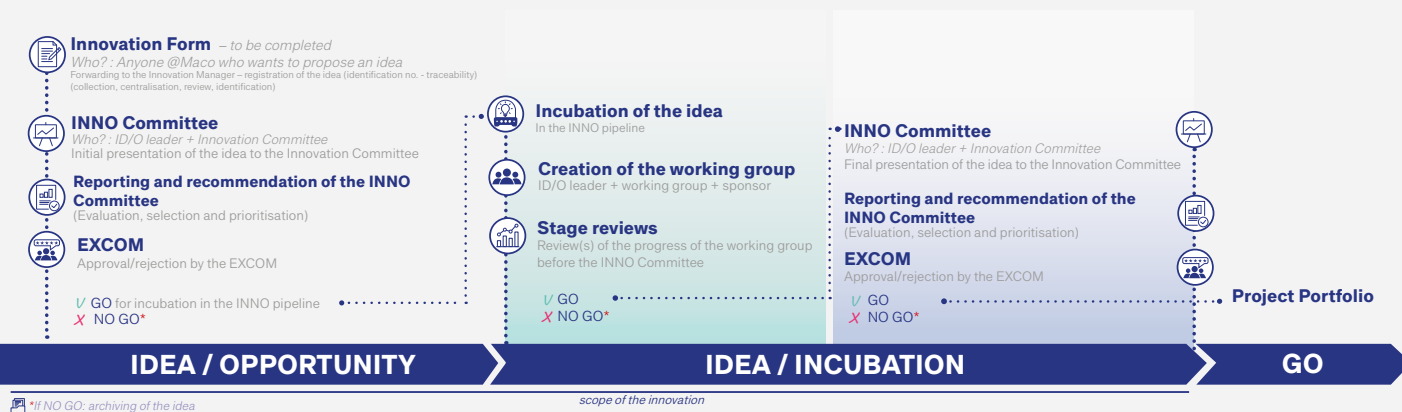 Innovation Form – to be completed
Who? : Anyone @Maco who wants to propose an idea
Forwarding to the Innovation Manager – registration of the idea (identification no. - traceability)
(collection, centralisation, review, identification)
INNO Committee
Who? : ID/O leader + Innovation Committee
Initial presentation of the idea to the Innovation Committee
Reporting and recommendation of the INNO
Committee
(Evaluation, selection and prioritisation)
EXCOM
Approval/rejection by the EXCOM
V GO for incubation in the INNO pipeline
X NO GO*
Incubation of the idea
In the INNO pipeline
Creation of the working group
ID/O leader + working group + sponsor
Stage reviews
Review(s) of the progress of the working group
before the INNO Committee
V GO
X NO GO*
INNO Committee
Who? : ID/O leader + Innovation Committee
Final presentation of the idea to the Innovation Committee
Reporting and recommendation of the
INNO Committee
(Evaluation, selection and prioritisation)
EXCOM
Approval/rejection by the EXCOM
V GO
X NO GO*
Project Portfolio
IDEA / OPPORTUNITY
IDEA / INCUBATION
GO
*If NO GO: archiving of the idea
scope of the innovation